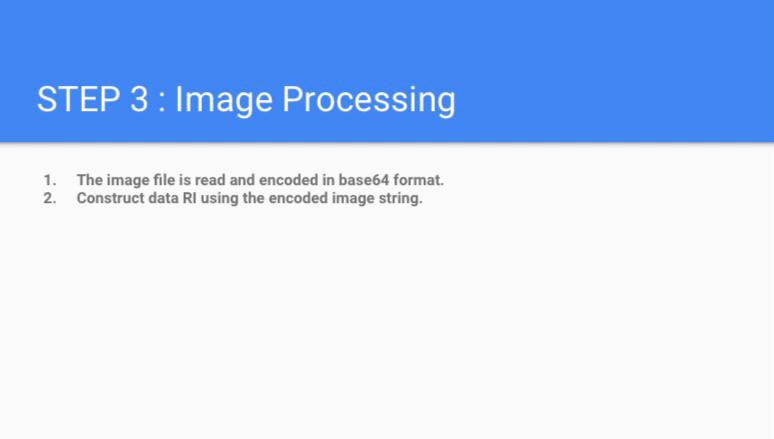 STEP 3 : Image Processing
1. The image file is read and encoded in base64 format.
2. Construct data RI using the encoded image string.